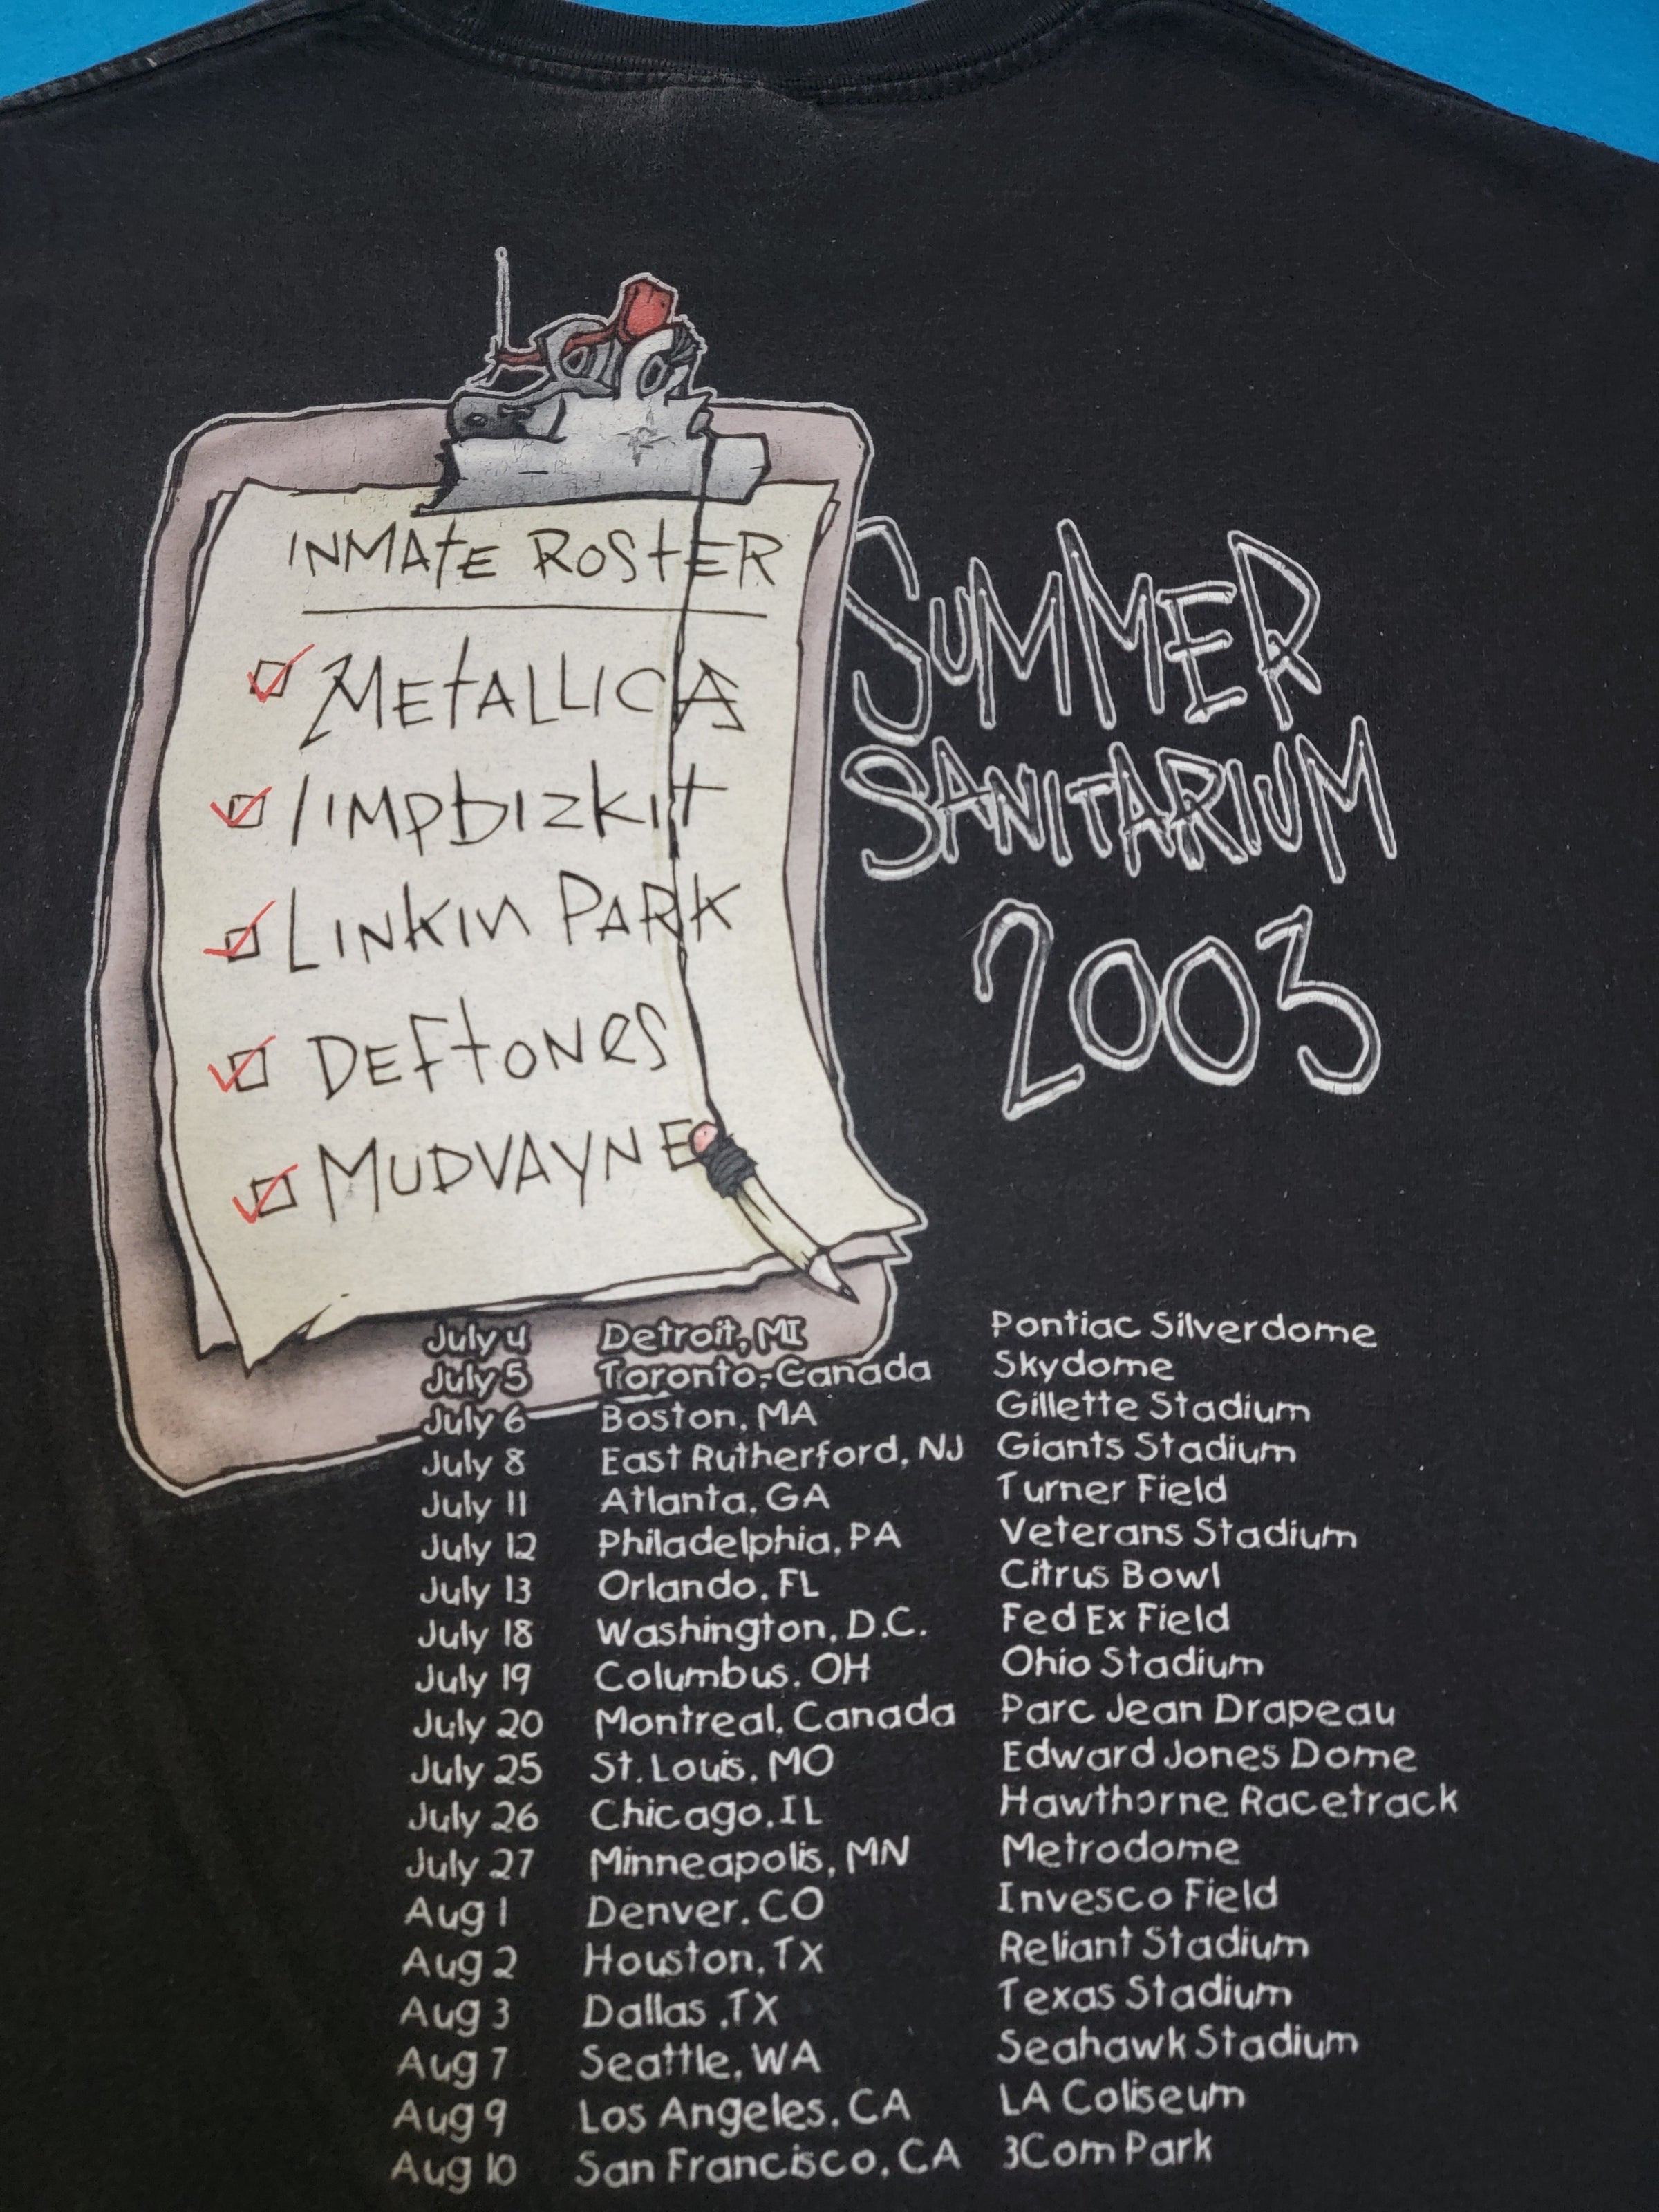 INMATE ROSTER
METALLICA
limpbizkit
LINKIN PARK
DEFTONES
MUDVAYNE
SUMMER
SANITARIUM
2003
July 4 Detroit, MI Pontiac Silverdome
July 5 Toronto, Canada Skydome
July 6 Boston, MA Gillette Stadium
July 8 East Rutherford, NJ Giants Stadium
July 11 Atlanta, GA Turner Field
July 12 Philadelphia, PA Veterans Stadium
July 13 Orlando, FL Citrus Bowl
July 18 Washington, D.C. Fed Ex Field
July 19 Columbus, OH Ohio Stadium
July 20 Montreal, Canada Parc Jean Drapeau
July 25 St. Louis, MO Edward Jones Dome
July 26 Chicago, IL Hawthorne Racetrack
July 27 Minneapolis, MN Metrodome
Aug 1 Denver, CO Invesco Field
Aug 2 Houston, TX Reliant Stadium
Aug 3 Dallas ,TX Texas Stadium
Aug 7 Seattle, WA Seahawk Stadium
Aug 9 Los Angeles, CA LA Coliseum
Aug 10 San Francisco, CA 3Com Park